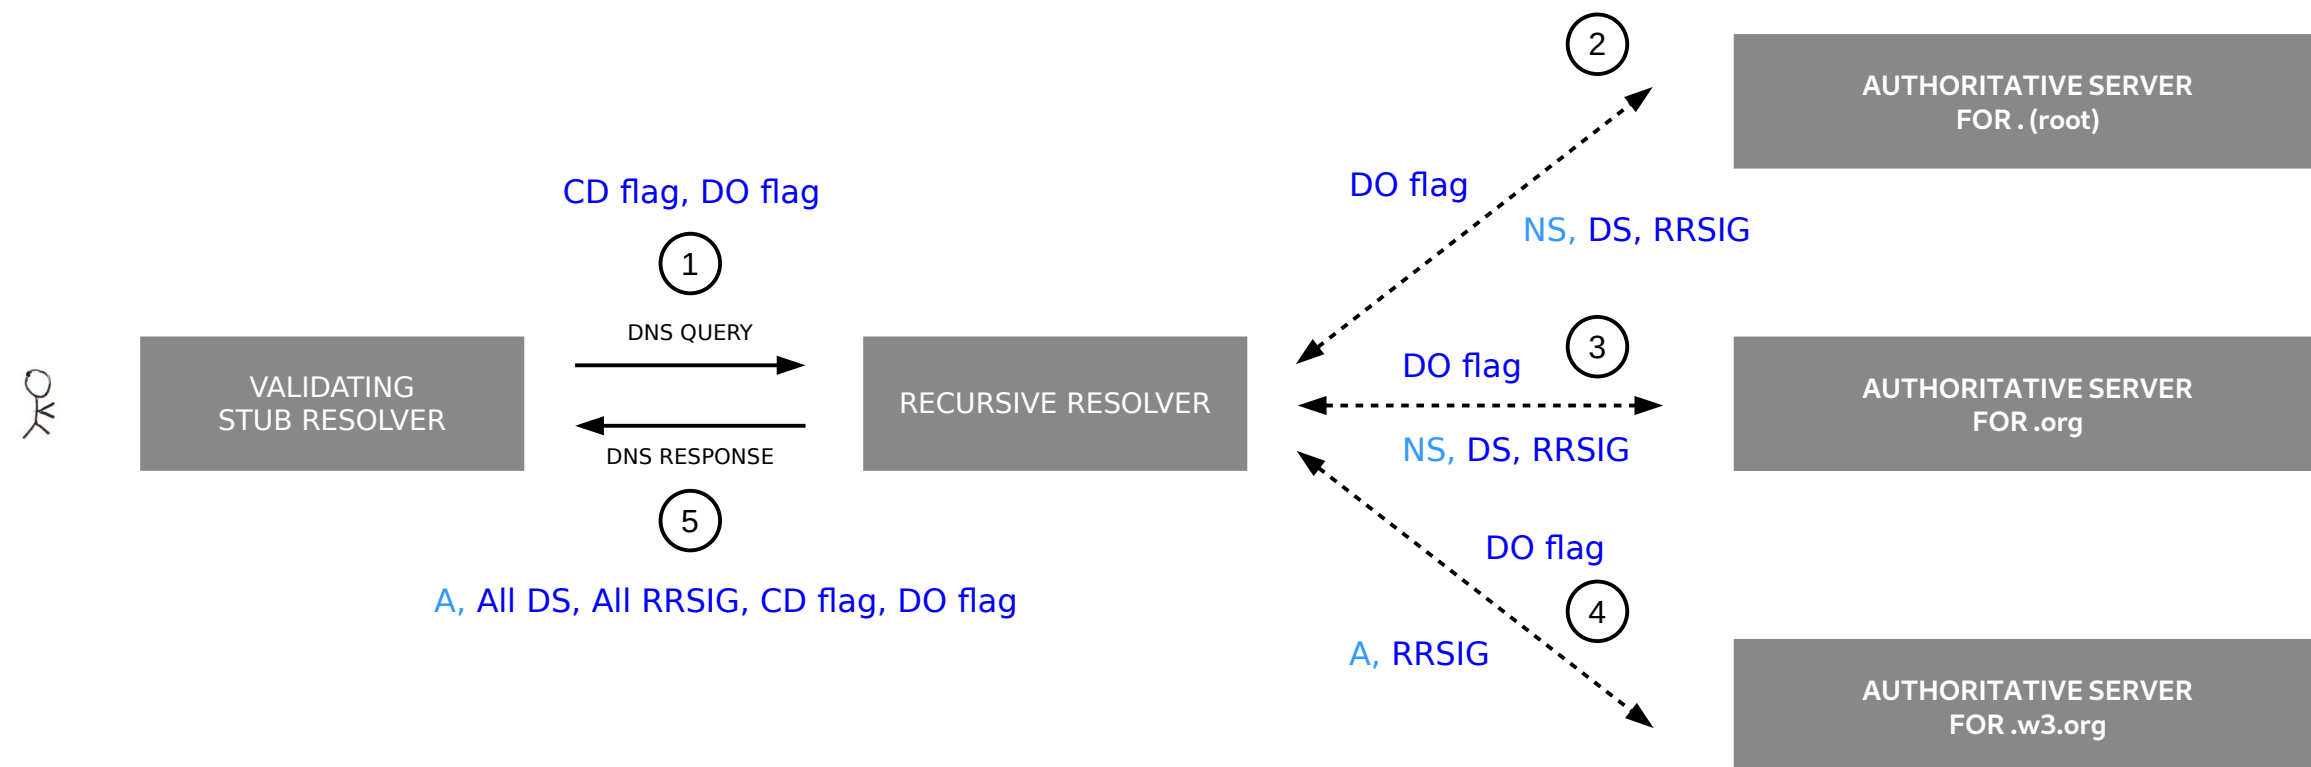 2
AUTHORITATIVE SERVER
FOR . (root)
CD flag, DO flag
DO flag
NS, DS, RRSIG
1
DNS QUERY
VALIDATING
STUB RESOLVER
RECURSIVE RESOLVER
DNS RESPONSE
5
A, All DS, All RRSIG, CD flag, DO flag
3
DO flag
NS, DS, RRSIG
AUTHORITATIVE SERVER
FOR .org
DO flag
4
A, RRSIG
AUTHORITATIVE SERVER
FOR .w3.org